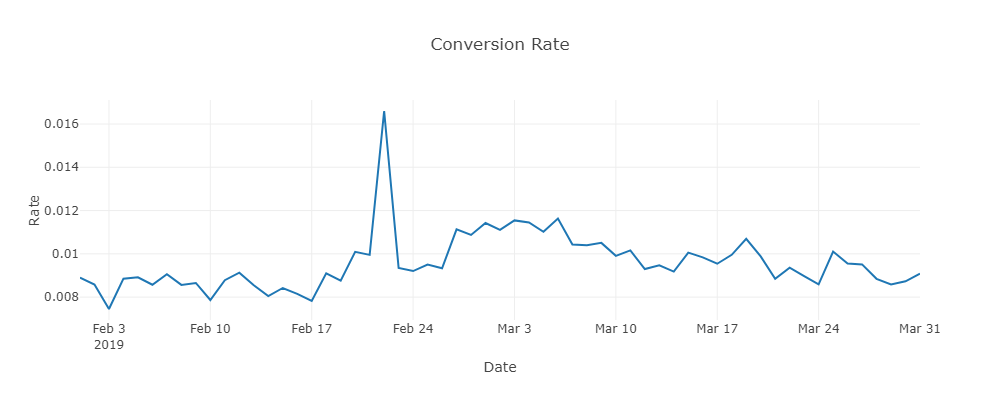 Conversion Rate
0.016
0.014
0.012
0.01
0.008
Rate
Feb 3
2019
Feb 10
Feb 17
Feb 24
Mar 3
Mar 10
Mar 17
Mar 24
Mar 31
Date